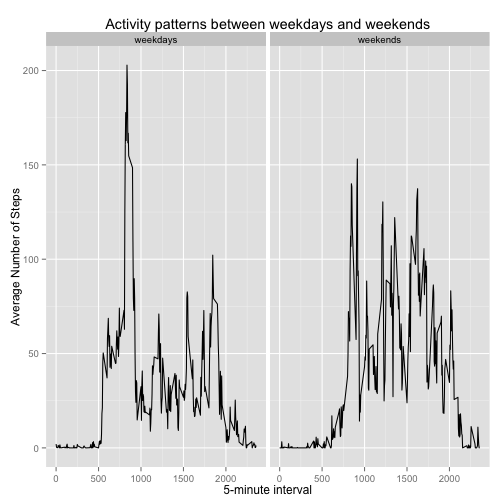 Activity patterns between weekdays and weekends
weekdays
weekends
Average Number of Steps
200
150
100
50
0
0 500 1000 1500 2000
0 500 1000 1500 2000
5-minute interval